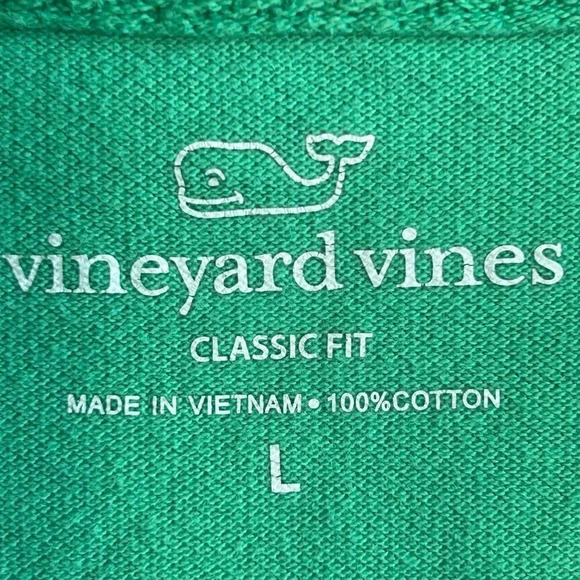 vineyard vines
CLASSIC FIT
MADE IN VIETNAM • 100%COTTON
L